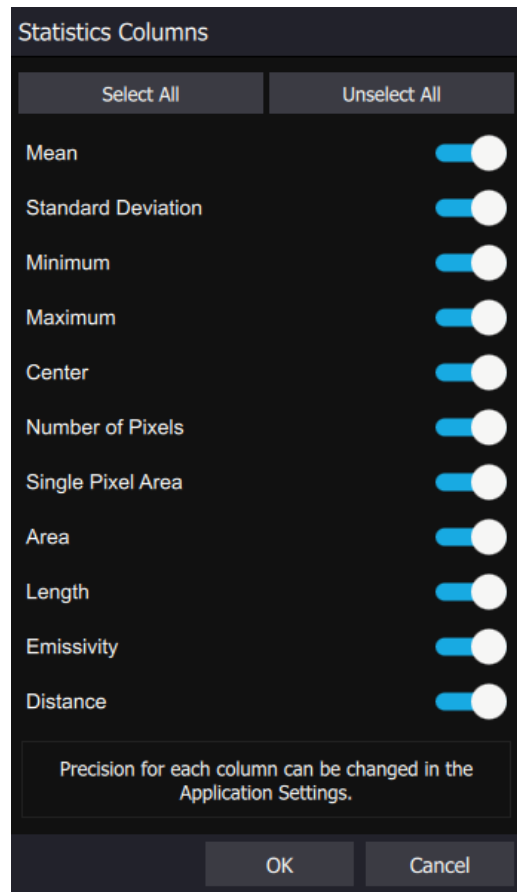 Statistics Columns
Select All
Unselect All
Mean
Standard Deviation
Minimum
Maximum
Center
Number of Pixels
Single Pixel Area
Area
Length
Emissivity
Distance
Precision for each column can be changed in the
Application Settings.
OK
Cancel